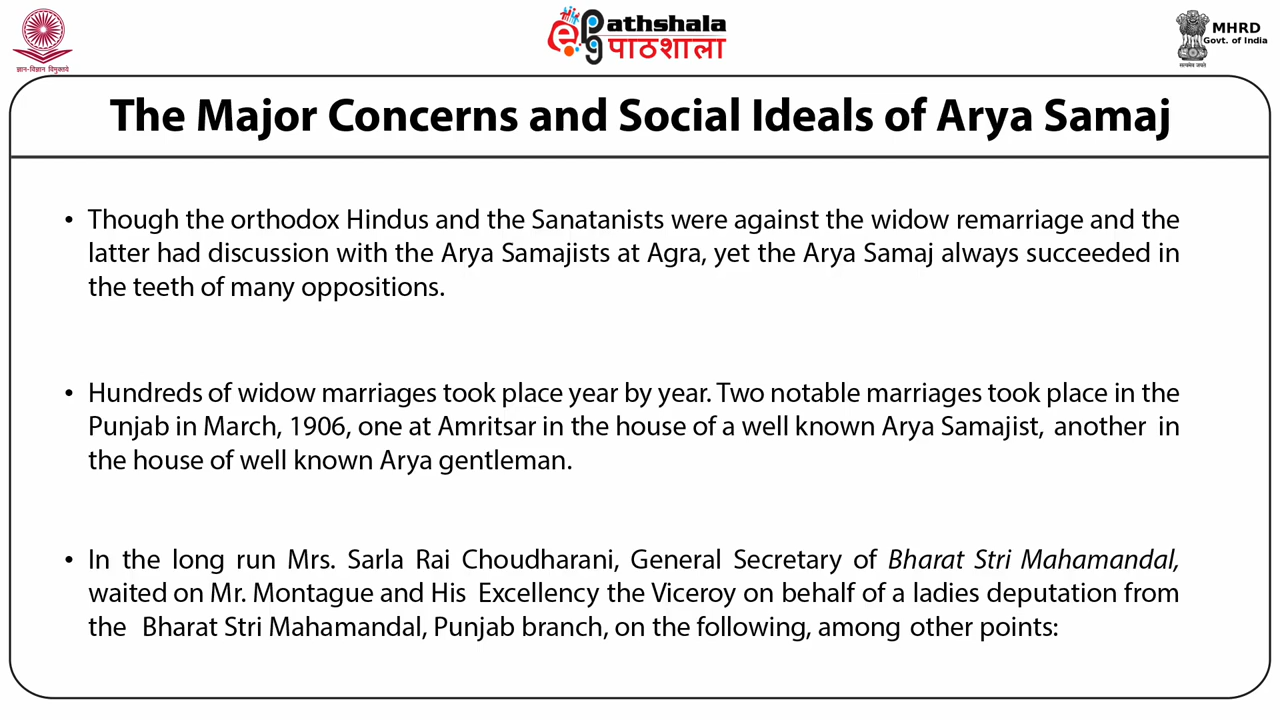 ज्ञान-विज्ञान विमुक्तये
ePG Pathshala
पाठशाला
MHRD
Govt. of India
सत्यमेव जयते
The Major Concerns and Social Ideals of Arya Samaj
• Though the orthodox Hindus and the Sanatanists were against the widow remarriage and the
latter had discussion with the Arya Samajists at Agra, yet the Arya Samaj always succeeded in
the teeth of many oppositions.
• Hundreds of widow marriages took place year by year. Two notable marriages took place in the
Punjab in March, 1906, one at Amritsar in the house of a well known Arya Samajist, another in
the house of well known Arya gentleman.
• In the long run Mrs. Sarla Rai Choudharani, General Secretary of Bharat Stri Mahamandal,
waited on Mr. Montague and His Excellency the Viceroy on behalf of a ladies deputation from
the Bharat Stri Mahamandal, Punjab branch, on the following, among other points: